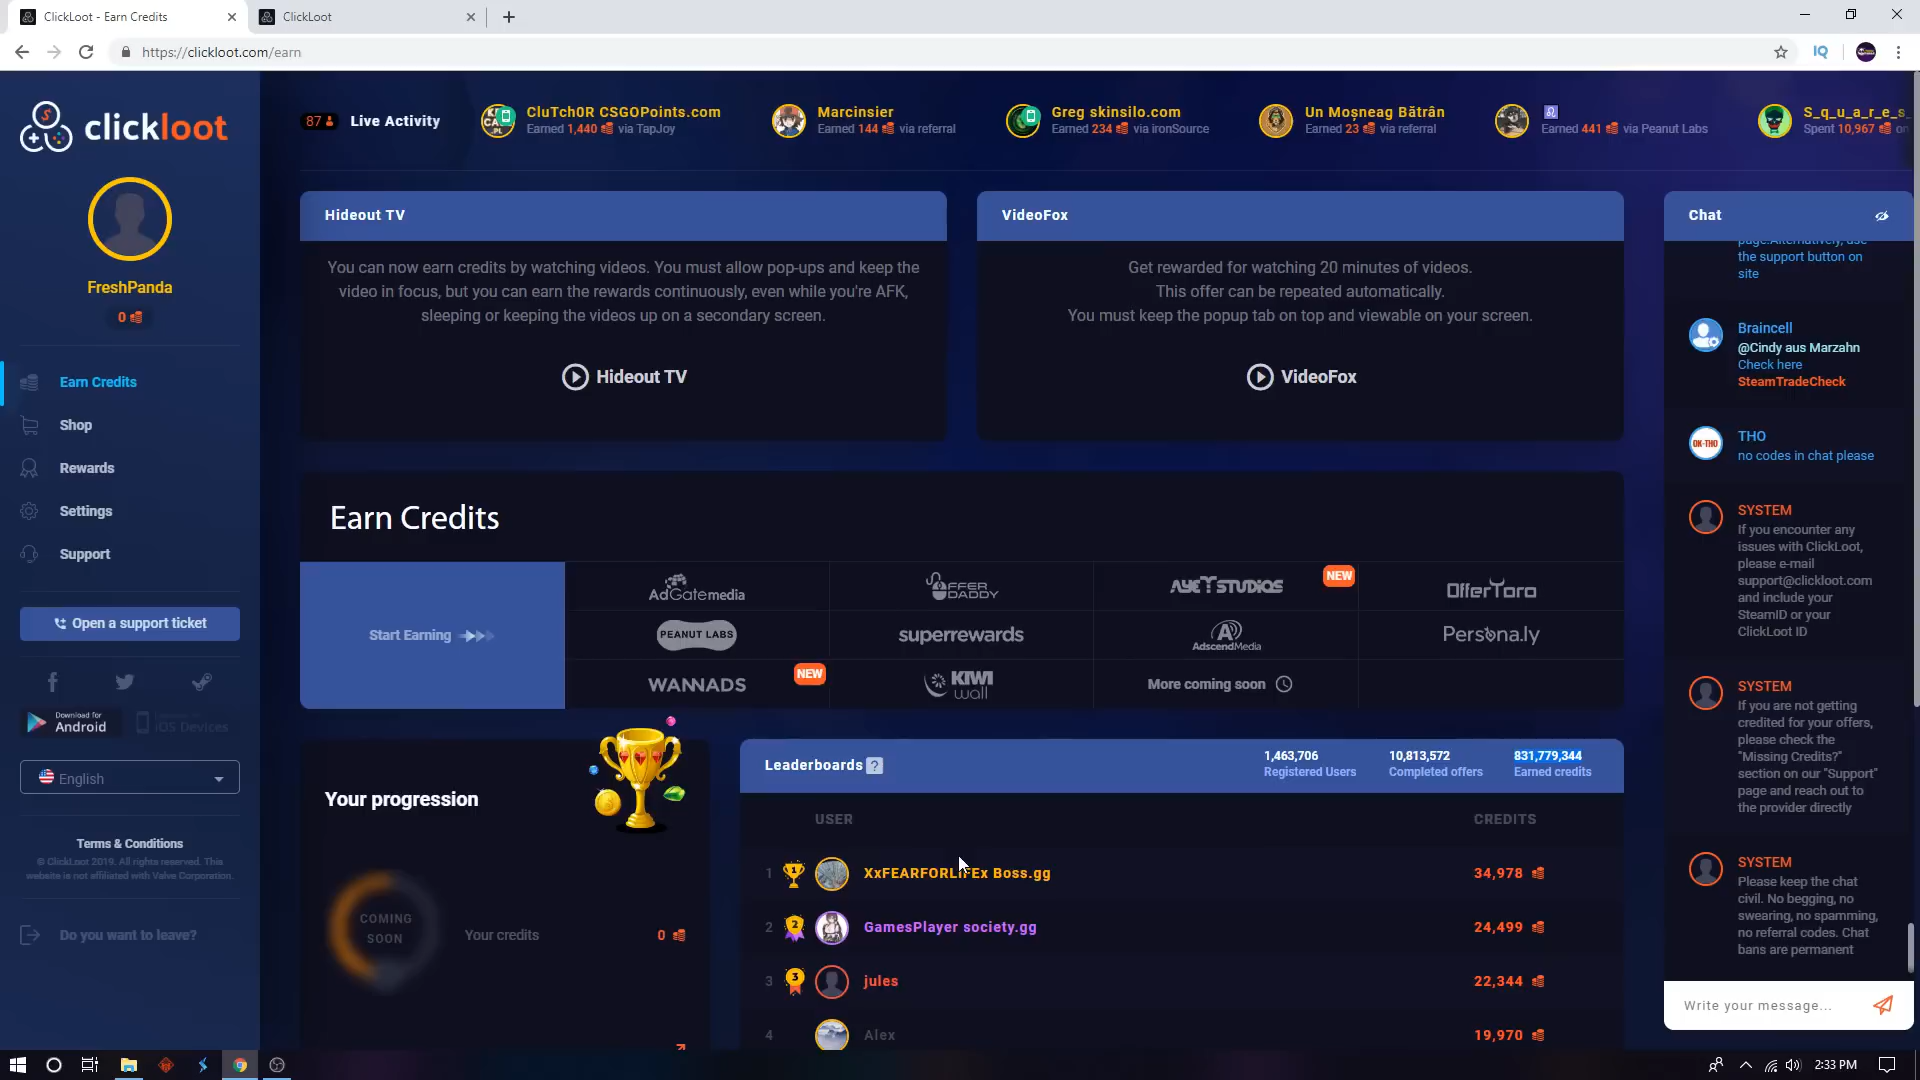 ClickLoot - Earn Credits
ClickLoot
https://clickloot.com/earn
IQ
clickloot
FreshPanda
0
Earn Credits
Shop
Rewards
Settings
Support
Open a support ticket
Download for
Android
iOS Devices
English
Terms & Conditions
© ClickLoot 2019. All rights reserved. This
website is not affiliated with Valve Corporation.
Do you want to leave?
87 Live Activity
CluTch0R CSGOPoints.com
Earned 1,440 via TapJoy
Marcinsier
Earned 144 via referral
Greg skinsilo.com
Earned 234 via ironSource
Un Moșneag Bătrân
Earned 23 via referral
Earned 441 via Peanut Labs
S_q_u_a_r_e_s_
Spent 10,967 on
Hideout TV
You can now earn credits by watching videos. You must allow pop-ups and keep the
video in focus, but you can earn the rewards continuously, even while you're AFK,
sleeping or keeping the videos up on a secondary screen.
Hideout TV
VideoFox
Get rewarded for watching 20 minutes of videos.
This offer can be repeated automatically.
You must keep the popup tab on top and viewable on your screen.
VideoFox
Earn Credits
Start Earning
AdGatemedia
OFFER DADDY
AYET STUDIOS
NEW
OfferToro
PEANUT LABS
superrewards
AdscendMedia
Persona.ly
WANNADS
NEW
KIWI wall
More coming soon
Your progression
COMING
SOON
Your credits
0
Leaderboards ?
1,463,706
Registered Users
10,813,572
Completed offers
831,779,344
Earned credits
USER CREDITS
1 XxFEARFORLIFEx Boss.gg 34,978
2 GamesPlayer society.gg 24,499
3 jules 22,344
4 Alex 19,970
Chat
page.Alternatively, use
the support button on
site
Braincell
@Cindy aus Marzahn
Check here
SteamTradeCheck
OK-THO
THO
no codes in chat please
SYSTEM
If you encounter any
issues with ClickLoot,
please e-mail
support@clickloot.com
and include your
SteamID or your
ClickLoot ID
SYSTEM
If you are not getting
credited for your offers,
please check the
"Missing Credits?"
section on our "Support"
page and reach out to
the provider directly
SYSTEM
Please keep the chat
civil. No begging, no
swearing, no spamming,
no referral codes. Chat
bans are permanent
Write your message...
2:33 PM